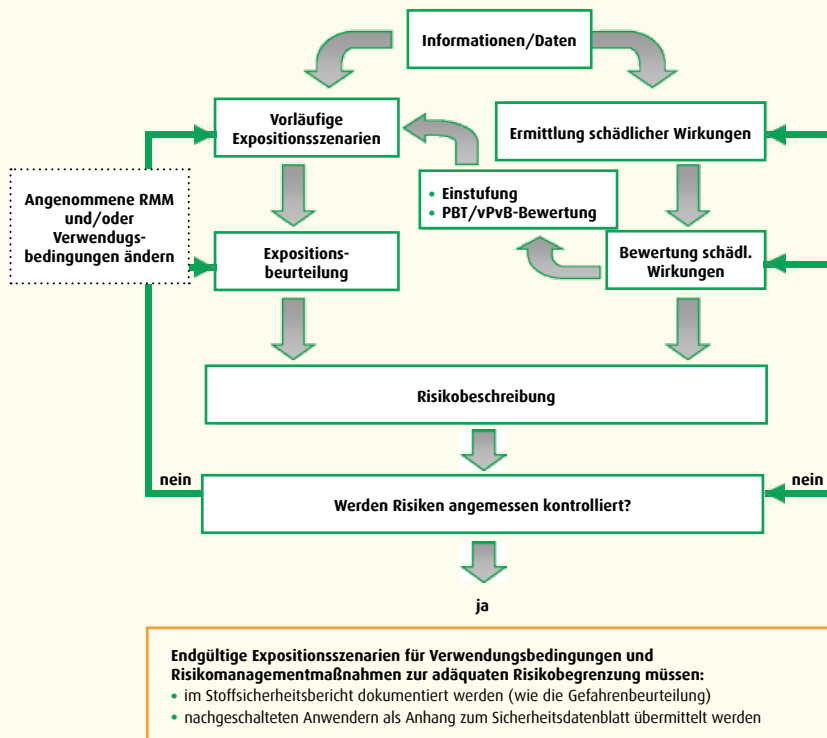 Informationen/Daten
Vorläufige
Expositionsszenarien
Ermittlung schädlicher Wirkungen
Angenommene RMM
und/oder
Verwendugs-
bedingungen ändern
• Einstufung
• PBT/vPvB-Bewertung
Expositions-
beurteilung
Bewertung schädl.
Wirkungen
Risikobeschreibung
nein
nein
Werden Risiken angemessen kontrolliert?
ja
Endgültige Expositionsszenarien für Verwendungsbedingungen und
Risikomanagementmaßnahmen zur adäquaten Risikobegrenzung müssen:
• im Stoffsicherheitsbericht dokumentiert werden (wie die Gefahrenbeurteilung)
• nachgeschalteten Anwendern als Anhang zum Sicherheitsdatenblatt übermittelt werden